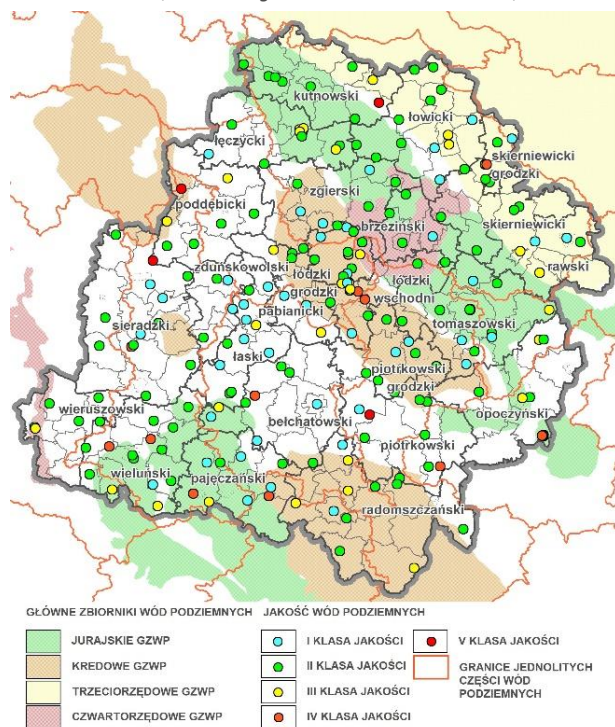 kutnowski
łowicki
łęczycki
skierniewicki
grodzki
zgierski
poddębicki
brzeziński
skierniewicki
zduńskowolski
łódzki
łódzki
rawski
grodzki
wschodni
pabianicki
sieradzki
tomaszowski
łaski
piotrkowski
grodzki
wieruszowski
opoczyński
bełchatowski
piotrkowski
wieluński
pajęczański
radomszczański
GŁÓWNE ZBIORNIKI WÓD PODZIEMNYCH
JURAJSKIE GZWP
KREDOWE GZWP
TRZECIORZĘDOWE GZWP
CZWARTORZĘDOWE GZWP
JAKOŚĆ WÓD PODZIEMNYCH
I KLASA JAKOŚCI
II KLASA JAKOŚCI
III KLASA JAKOŚCI
IV KLASA JAKOŚCI
V KLASA JAKOŚCI
GRANICE JEDNOLITYCH
CZĘŚCI WÓD
PODZIEMNYCH